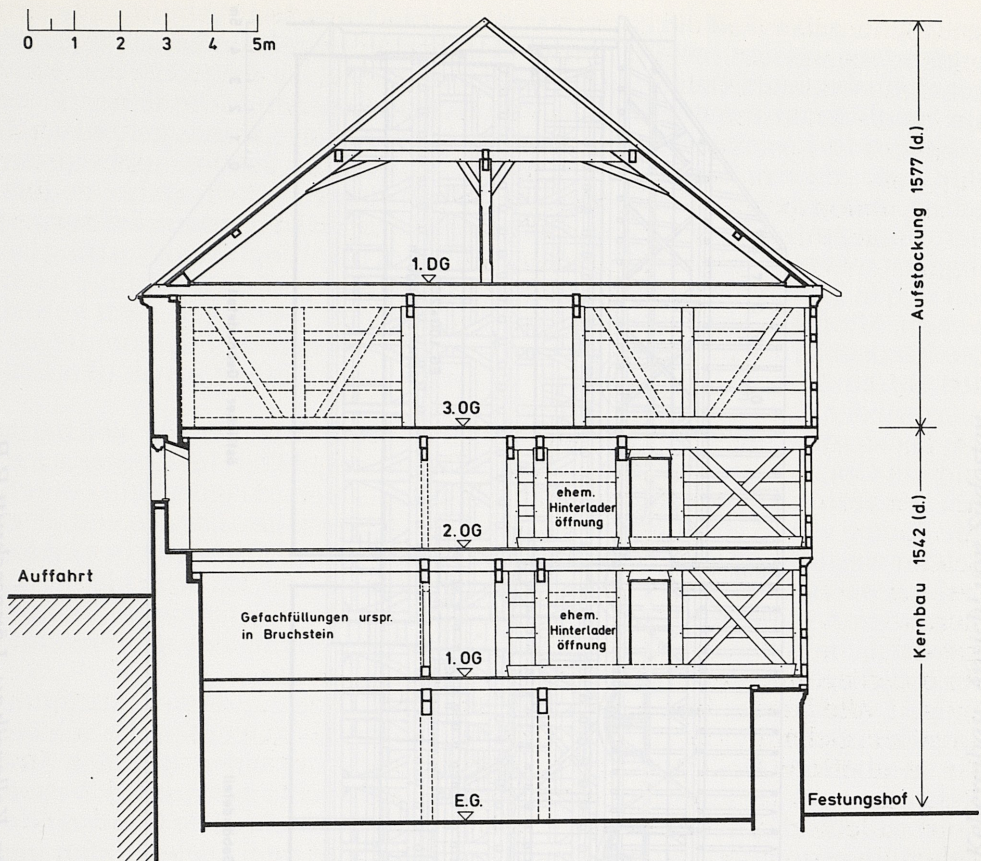 0 1 2 3 4 5m
Aufstockung 1577 (d.)
1. DG
3. OG
ehem.
Hinterlader
öffnung
2. OG
Kernbau 1542 (d.)
Auffahrt
Gefachfüllungen urspr.
in Bruchstein
ehem.
Hinterlader
öffnung
1. OG
E.G.
Festungshof